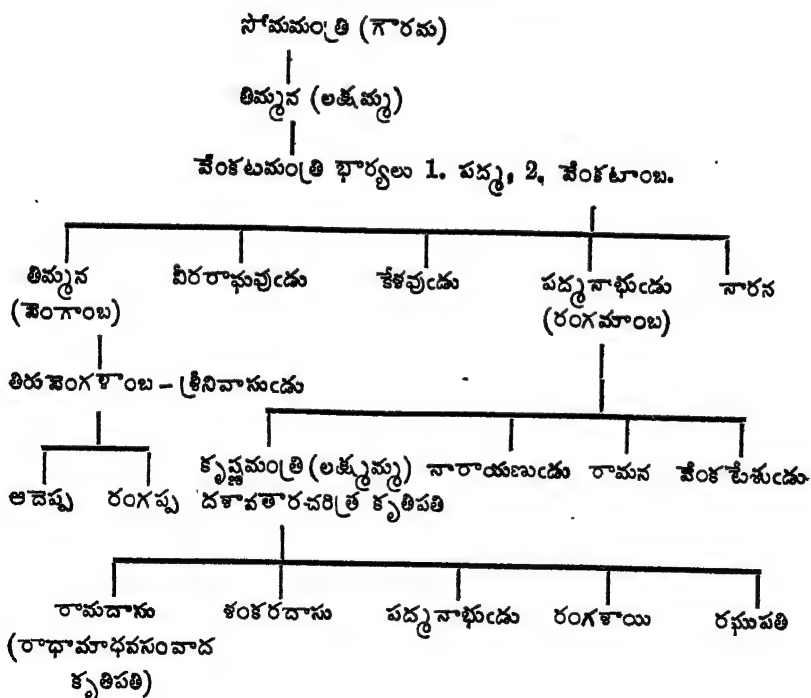 సోమమంత్రి (గౌరమ)
తిమ్మన (లక్షమ్మ)
వేంకటమంత్రి భార్యలు 1. పద్మ, 2, వేంకటాంబ.
తిమ్మన వీరరాఘవుఁడు కేశవుఁడు పద్మనాభుఁడు నారన
(వెంగాంబ) (రంగమాంబ)
తిరువెంగళాంబ – శ్రీనివాసుఁడు
కృష్ణమంత్రి (లక్ష్మమ్మ) నారాయణుఁడు రామన వేంకటేశుఁడు
ఆదెప్ప రంగప్ప దశావతారచరిత్ర కృతిపతి
రామదాసు శంకరదాసు పద్మనాభుఁడు రంగశాయి రఘుపతి
(రాధామాధవసంవాద
కృతిపతి)